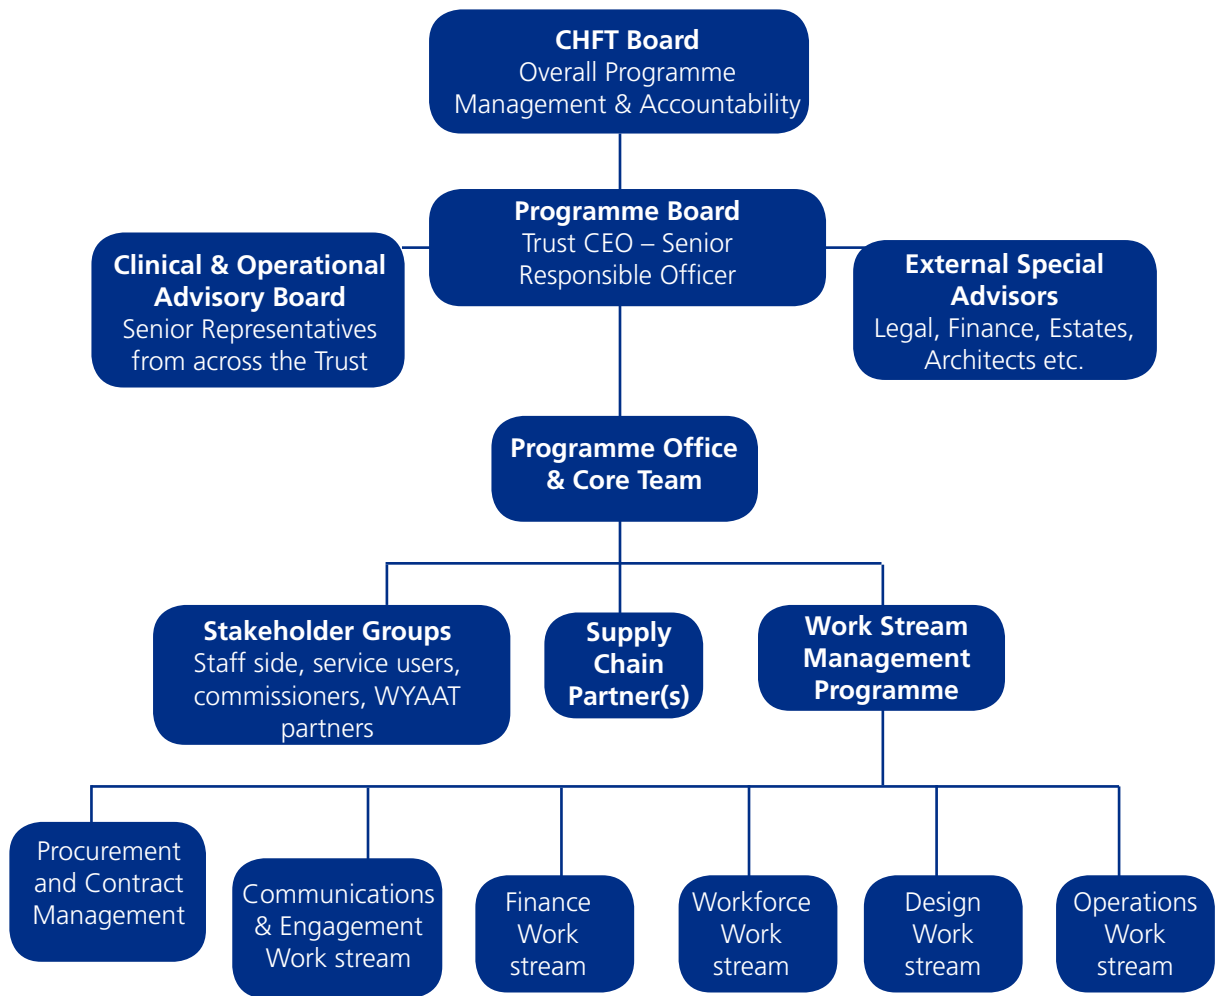 CHFT Board
Overall Programme
Management & Accountability
Programme Board
Trust CEO – Senior
Responsible Officer
Clinical & Operational
Advisory Board
Senior Representatives
from across the Trust
External Special
Advisors
Legal, Finance, Estates,
Architects etc.
Programme Office
& Core Team
Stakeholder Groups
Staff side, service users,
commissioners, WYAAT
partners
Supply
Chain
Partner(s)
Work Stream
Management
Programme
Procurement
and Contract
Management
Communications
& Engagement
Work stream
Finance
Work
stream
Workforce
Work
stream
Design
Work
stream
Operations
Work
stream